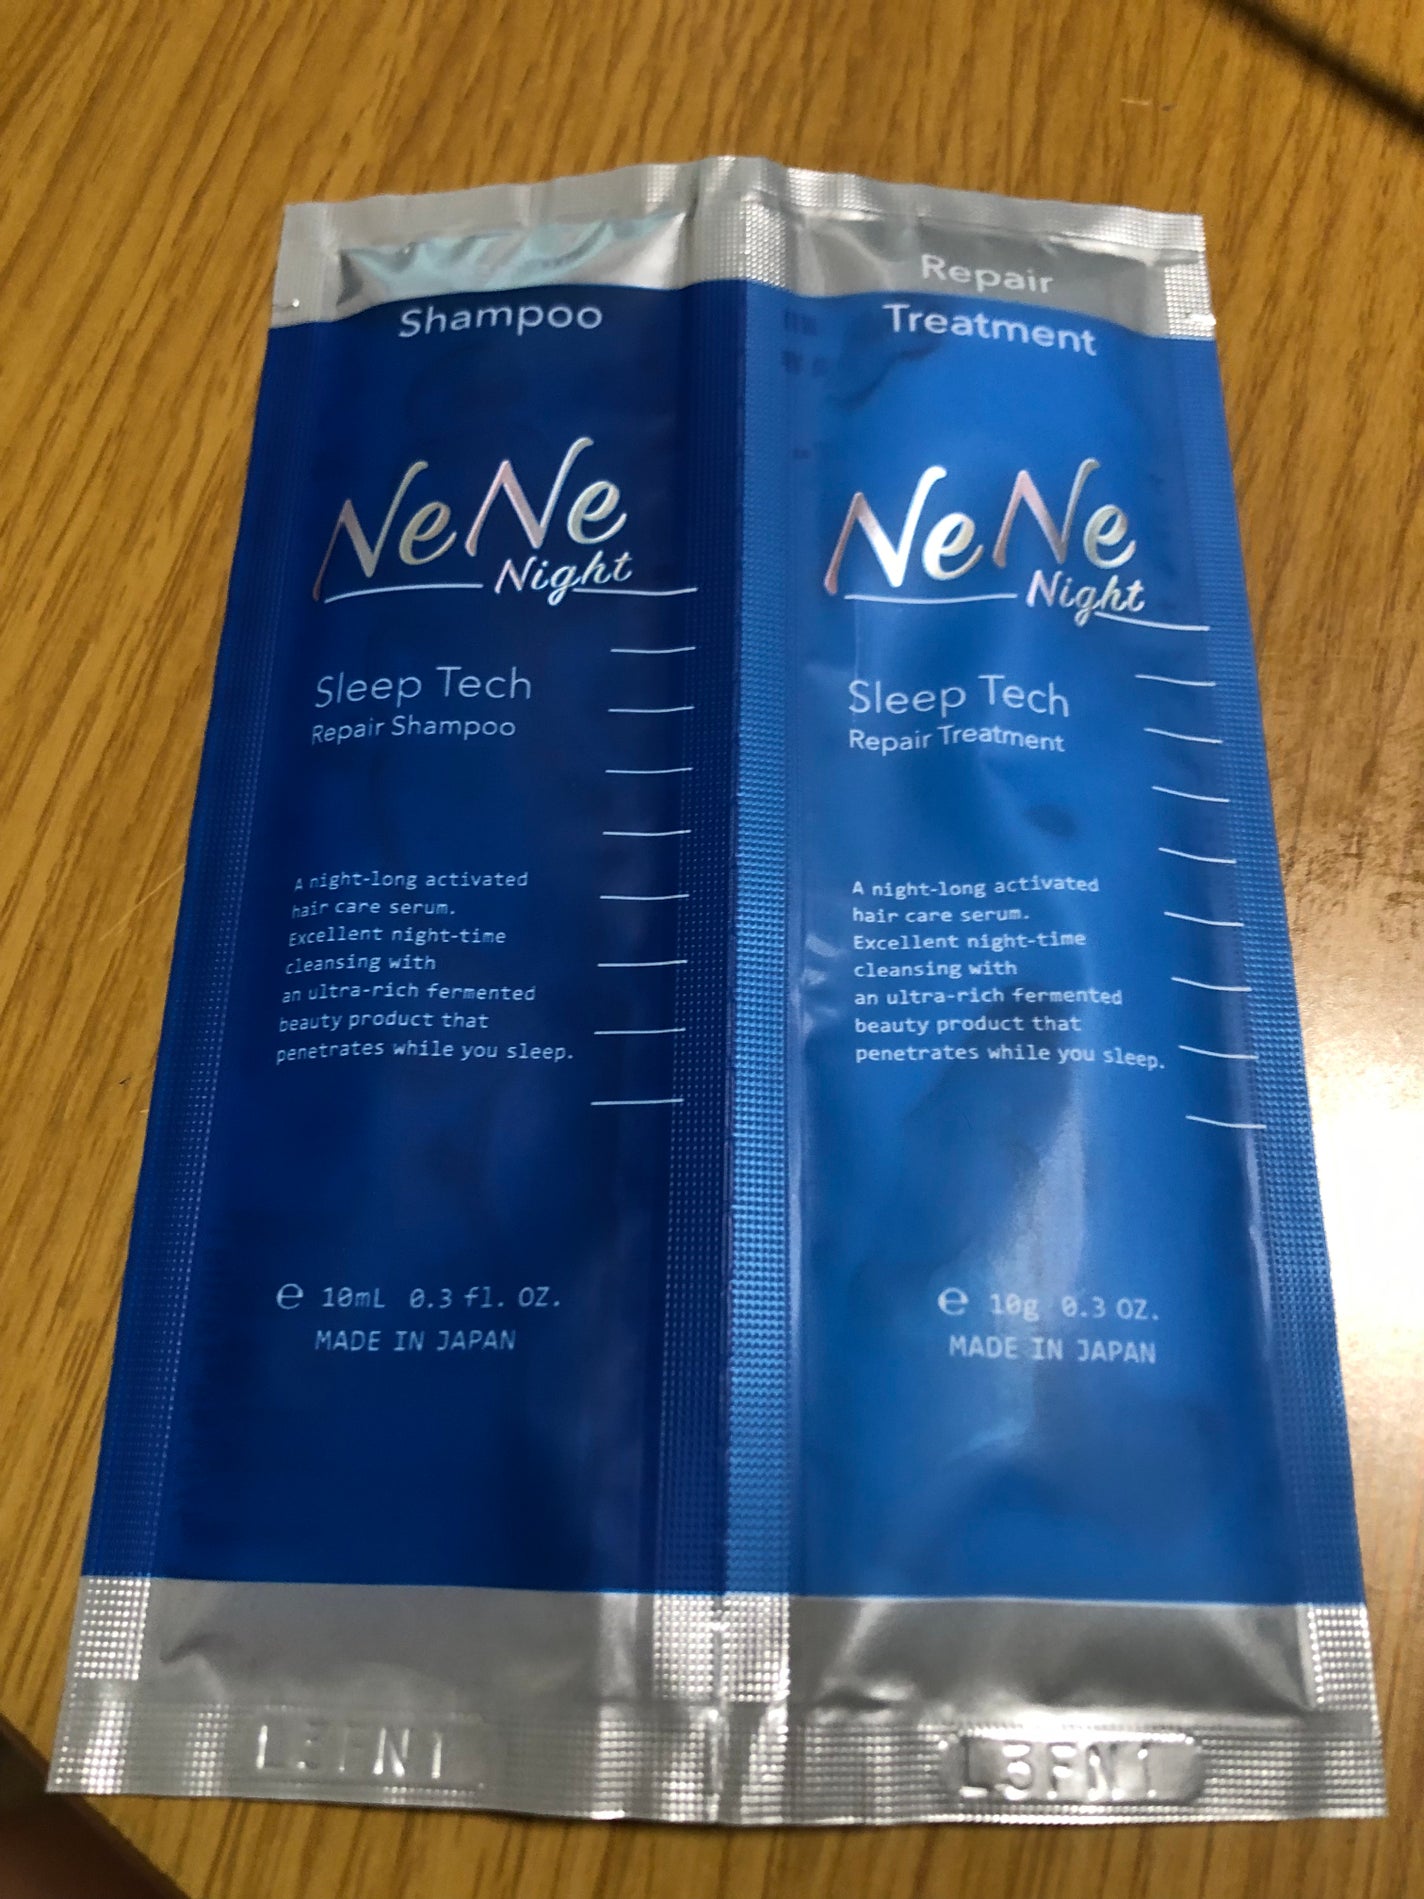 Shampoo
NeNe
Night
Sleep Tech
Repair Shampoo
A night-long activated
hair care serum.
Excellent night-time
cleansing with
an ultra-rich fermented
beauty product that
penetrates while you sleep.
℮ 10mL 0.3 fl. OZ.
MADE IN JAPAN
L3FN1
Repair
Treatment
NeNe
Night
Sleep Tech
Repair Treatment
A night-long activated
hair care serum.
Excellent night-time
cleansing with
an ultra-rich fermented
beauty product that
penetrates while you sleep.
℮ 10g 0.3 OZ.
MADE IN JAPAN
L3FN1